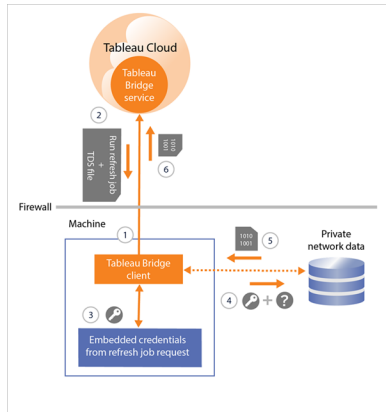 Tableau Cloud
Tableau
Bridge
service
2
Run refresh job
+
TDS file
1010
1001
6
Firewall
Machine
1
Tableau Bridge
client
1010
1001
5
Private
network data
3
4
+
?
Embedded credentials
from refresh job request